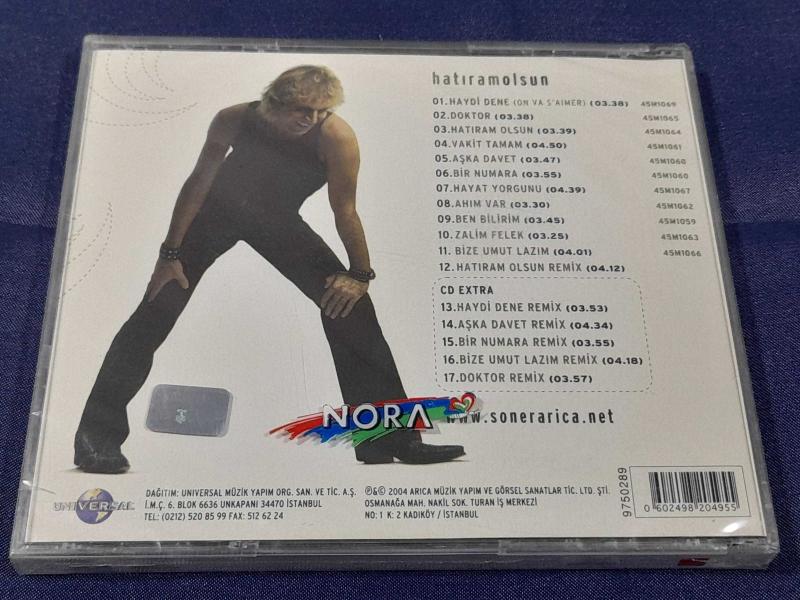 hatıramolsun
01. HAYDİ DENE (ON VA S'AIMER) (03.38) 45M1069
02. DOKTOR (03.38) 45M1065
03. HATIRAM OLSUN (03.39) 45M1064
04. VAKİT TAMAM (04.50) 45M1061
05. AŞKA DAVET (03.47) 45M1060
06. BİR NUMARA (03.55) 45M1060
07. HAYAT YORGUNU (04.39) 45M1067
08. AHIM VAR (03.30) 45M1062
09. BEN BİLİRİM (03.45) 45M1059
10. ZALİM FELEK (03.25) 45M1063
11. BİZE UMUT LAZIM (04.01) 45M1066
12. HATIRAM OLSUN REMIX (04.12)
CD EXTRA
13. HAYDİ DENE REMIX (03.53)
14. AŞKA DAVET REMIX (04.34)
15. BİR NUMARA REMIX (03.55)
16. BİZE UMUT LAZIM REMIX (04.18)
17. DOKTOR REMIX (03.57)
NORA
www.sonerarica.net
UNIVERSAL
DAĞITIM: UNIVERSAL MÜZİK YAPIM ORG. SAN. VE TİC. A.Ş.
İ.M.Ç. 6. BLOK 6636 UNKAPANI 34470 İSTANBUL
TEL: (0212) 520 85 99 FAX: 512 62 24
℗&© 2004 ARICA MÜZİK YAPIM VE GÖRSEL SANATLAR TİC. LTD. ŞTİ.
OSMANAĞA MAH. NAKİL SOK. TURAN İŞ MERKEZİ
NO: 1 K: 2 KADIKÖY / İSTANBUL
9750289
0 602498 204955